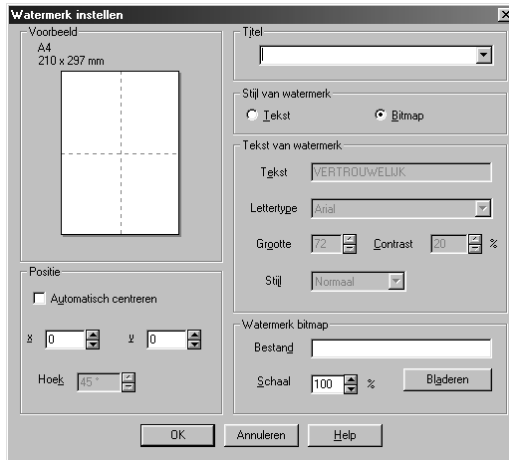 Watermerk instellen
Voorbeeld
A4
210 x 297 mm
Titel
Stijl van watermerk
Tekst
Bitmap
Tekst van watermerk
Tekst VERTROUWELIJK
Lettertype Arial
Grootte 72 Contrast 20 %
Stijl Normaal
Positie
Automatisch centreren
x 0 y 0
Hoek 45 °
Watermerk bitmap
Bestand
Schaal 100 % Bladeren
OK Annuleren Help